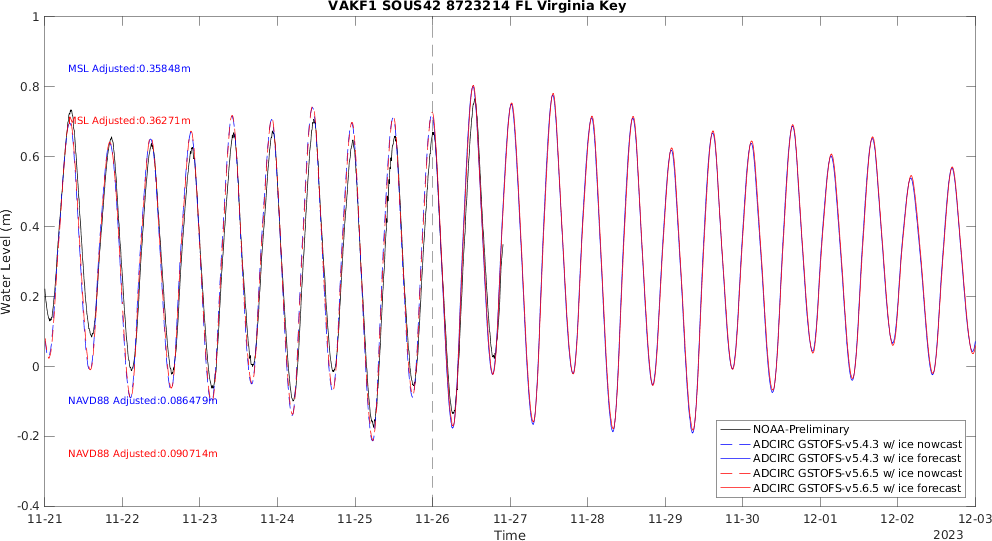 VAKF1 SOUS42 8723214 FL Virginia Key
1
0.8
0.6
0.4
0.2
0
-0.2
-0.4
Water Level (m)
MSL Adjusted:0.35848m
MSL Adjusted:0.36271m
NAVD88 Adjusted:0.086479m
NAVD88 Adjusted:0.090714m
NOAA-Preliminary
ADCIRC GSTOFS-v5.4.3 w/ ice nowcast
ADCIRC GSTOFS-v5.4.3 w/ ice forecast
ADCIRC GSTOFS-v5.6.5 w/ ice nowcast
ADCIRC GSTOFS-v5.6.5 w/ ice forecast
11-21 11-22 11-23 11-24 11-25 11-26 11-27 11-28 11-29 11-30 12-01 12-02 12-03
Time
2023